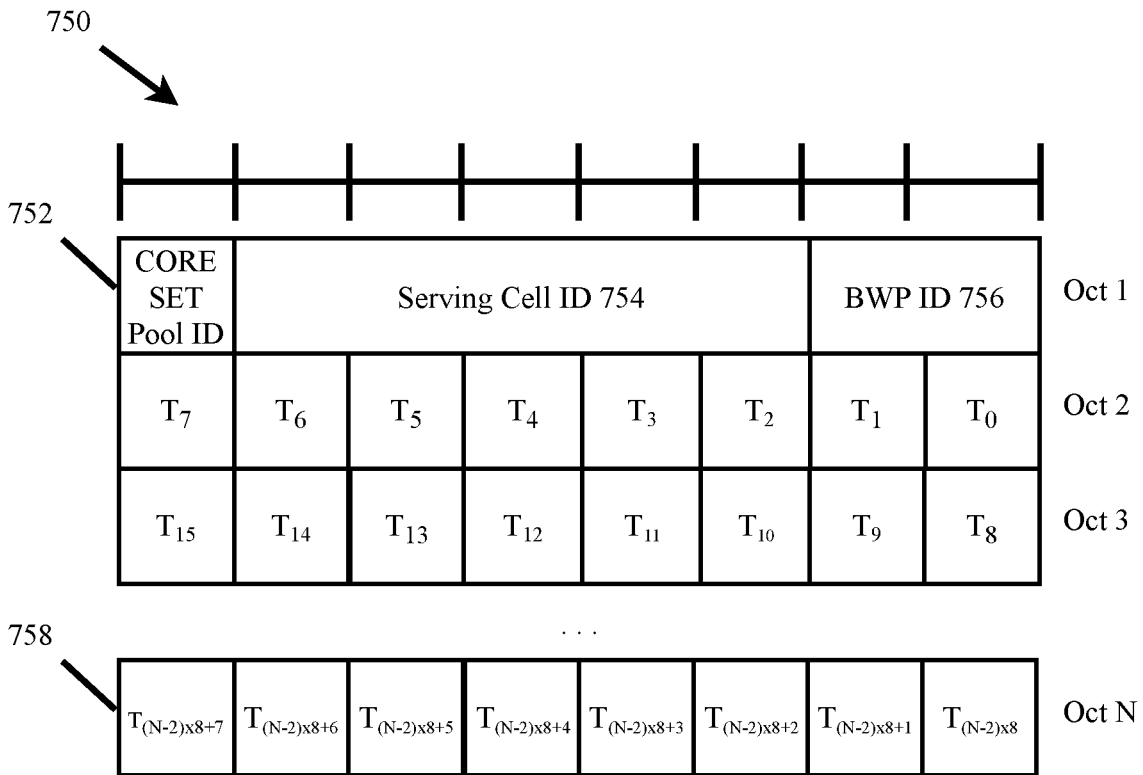 750
752
CORE
SET
Pool ID
Serving Cell ID 754
BWP ID 756
Oct 1
T7 T6 T5 T4 T3 T2 T1 T0 Oct 2
T15 T14 T13 T12 T11 T10 T9 T8 Oct 3
. . .
758
T(N-2)x8+7 T(N-2)x8+6 T(N-2)x8+5 T(N-2)x8+4 T(N-2)x8+3 T(N-2)x8+2 T(N-2)x8+1 T(N-2)x8 Oct N